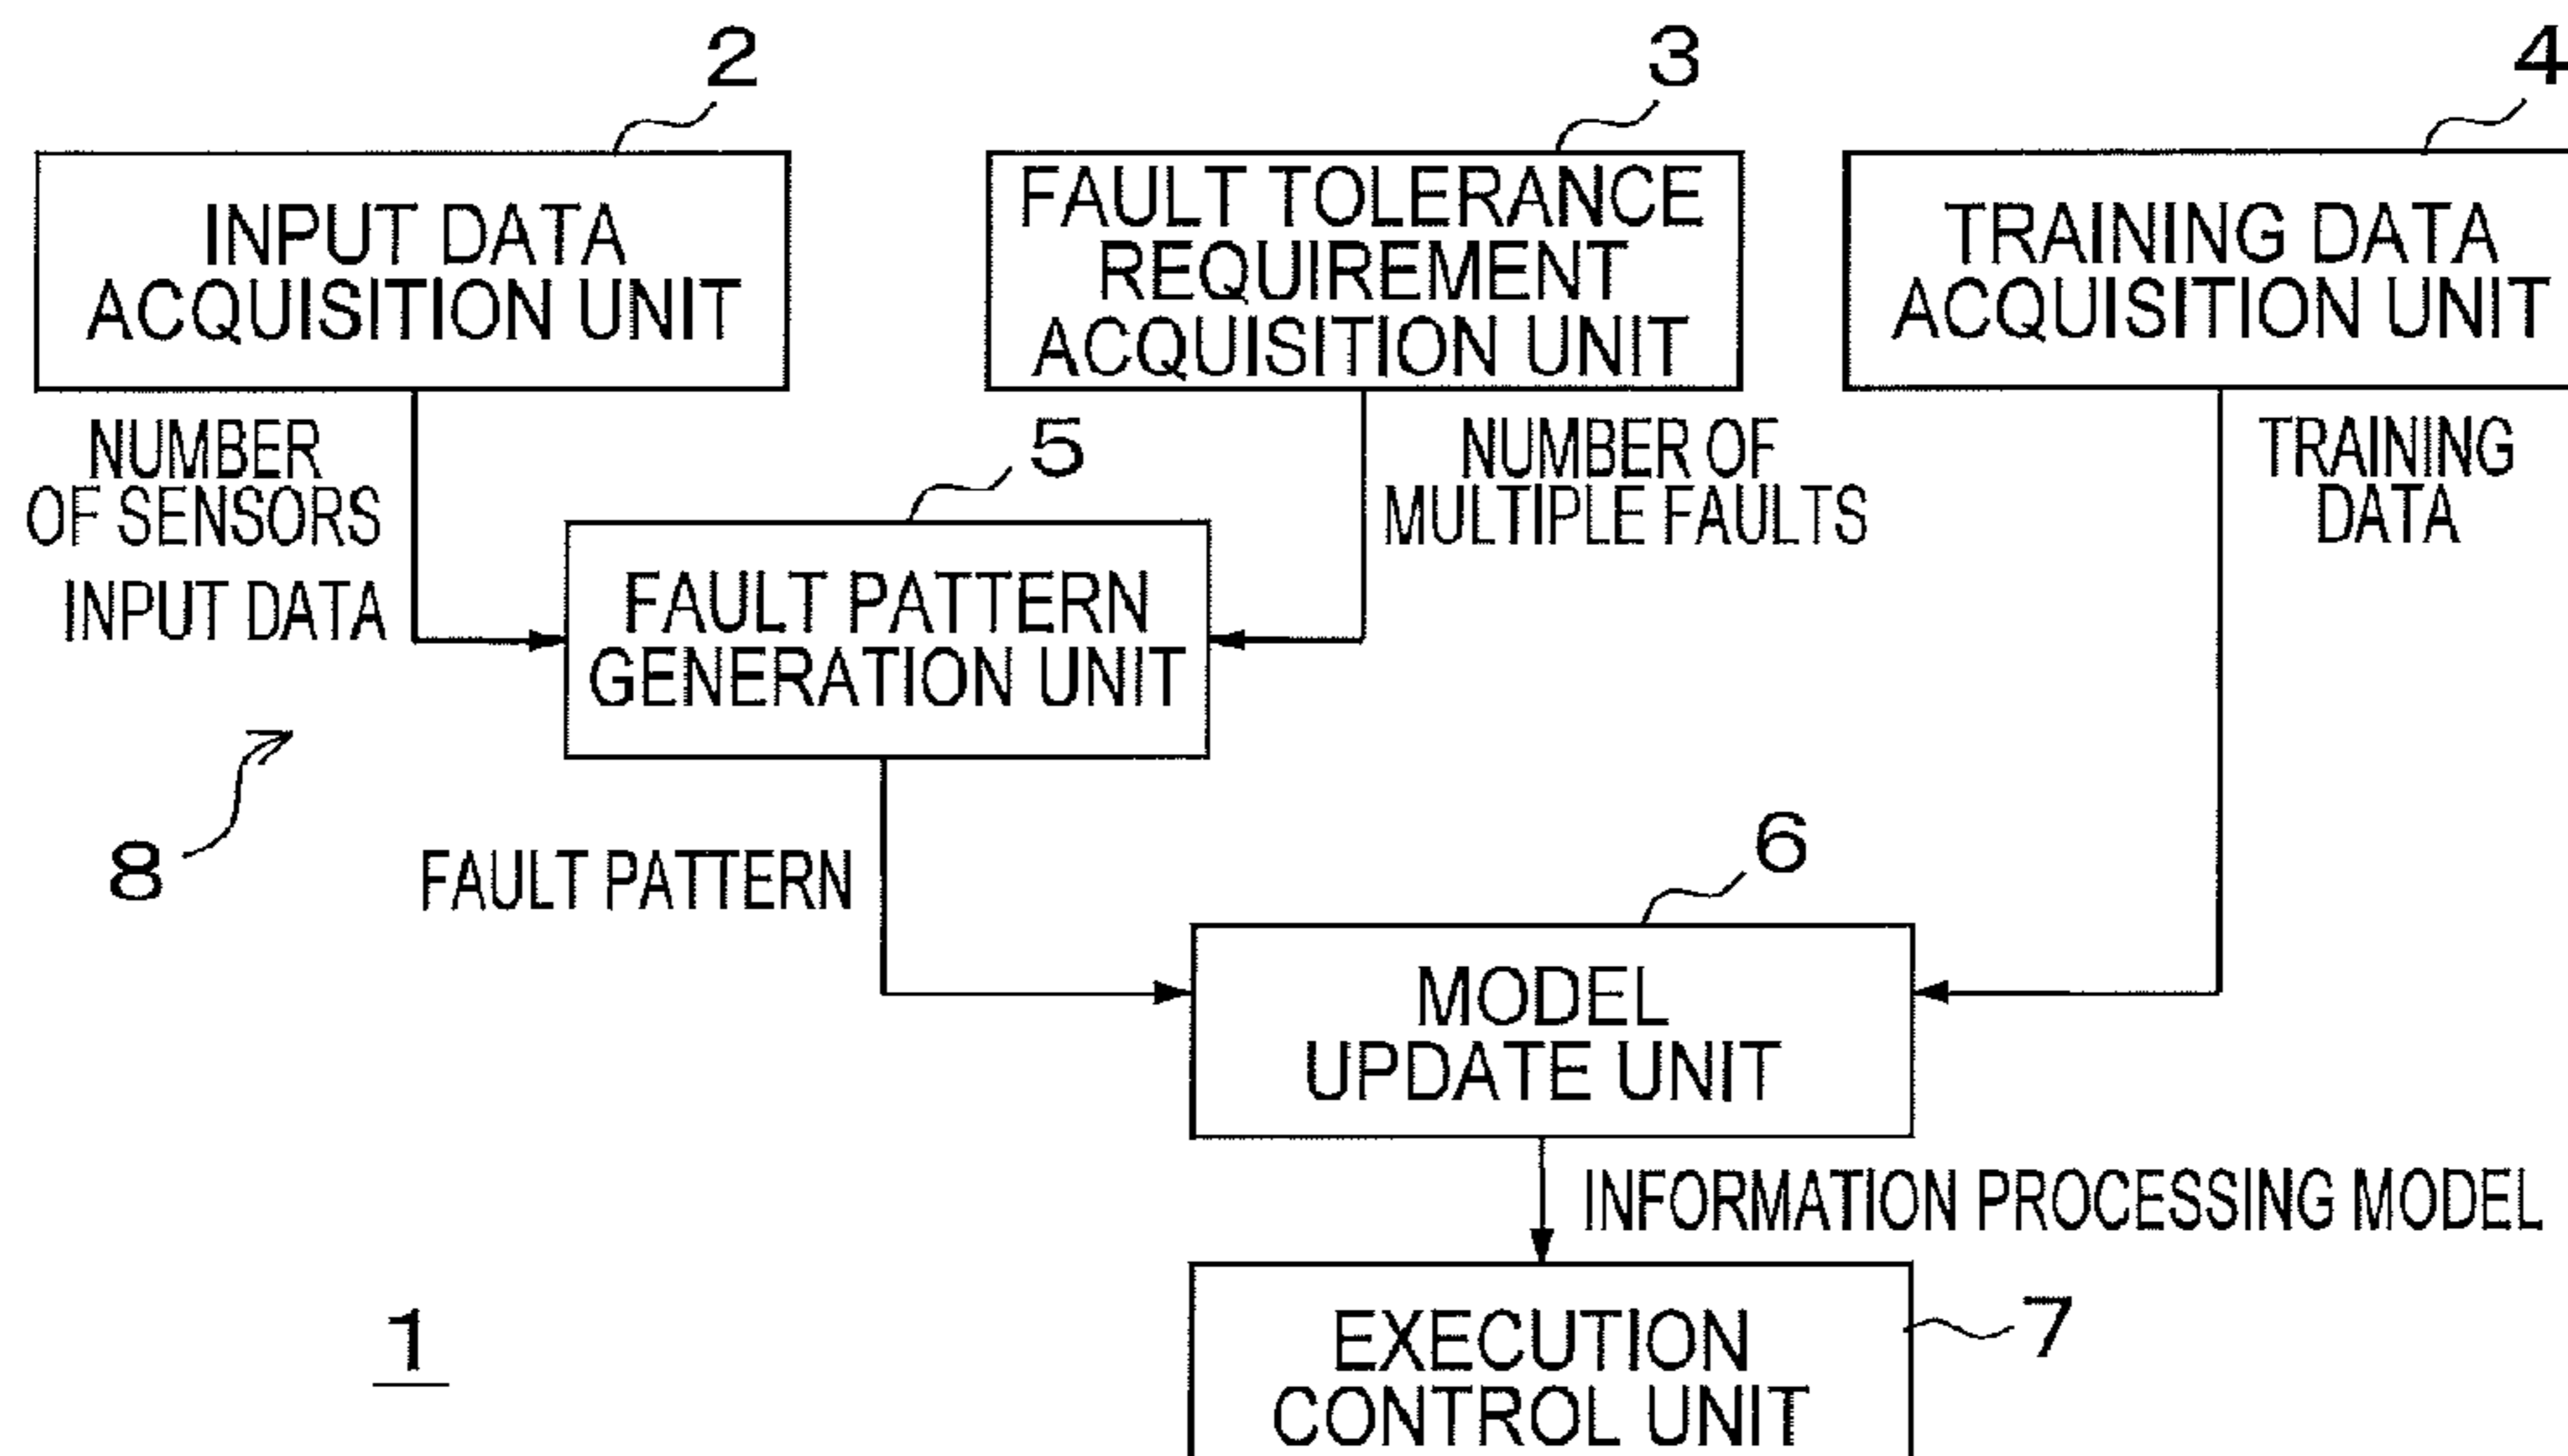 2
3
4
INPUT DATA
ACQUISITION UNIT
FAULT TOLERANCE
REQUIREMENT
ACQUISITION UNIT
TRAINING DATA
ACQUISITION UNIT
NUMBER
OF SENSORS
INPUT DATA
5
NUMBER OF
MULTIPLE FAULTS
TRAINING
DATA
FAULT PATTERN
GENERATION UNIT
8
FAULT PATTERN
6
MODEL
UPDATE UNIT
INFORMATION PROCESSING MODEL
1
EXECUTION
CONTROL UNIT
7